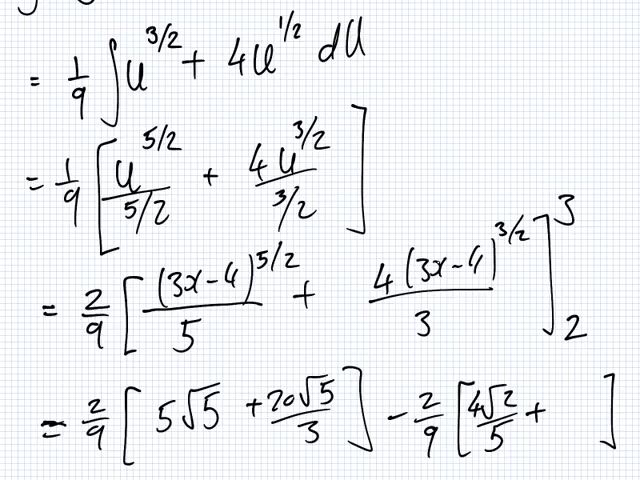 = 1/9 ∫ u^{3/2} + 4u^{1/2} du
= 1/9 [ u^{5/2}/(5/2) + 4u^{3/2}/(3/2) ]
= 2/9 [ (3x-4)^{5/2}/5 + 4(3x-4)^{3/2}/3 ]_2^3
= 2/9 [ 5√5 + 20√5/3 ] - 2/9 [ 4√2/5 + ]